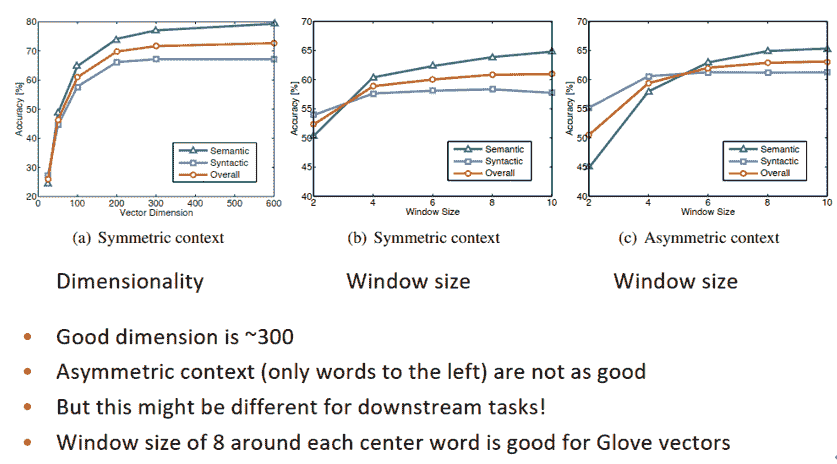 80
70
60
50
40
30
20
Accuracy [%]
Semantic
Syntactic
Overall
0 100 200 300 400 500 600
Vector Dimension
(a) Symmetric context
70
65
60
55
50
45
40
Accuracy [%]
Semantic
Syntactic
Overall
2 4 6 8 10
Window Size
(b) Symmetric context
70
65
60
55
50
45
40
Accuracy [%]
Semantic
Syntactic
Overall
2 4 6 8 10
Window Size
(c) Asymmetric context
Dimensionality
Window size
Window size
• Good dimension is ~300
• Asymmetric context (only words to the left) are not as good
• But this might be different for downstream tasks!
• Window size of 8 around each center word is good for Glove vectors